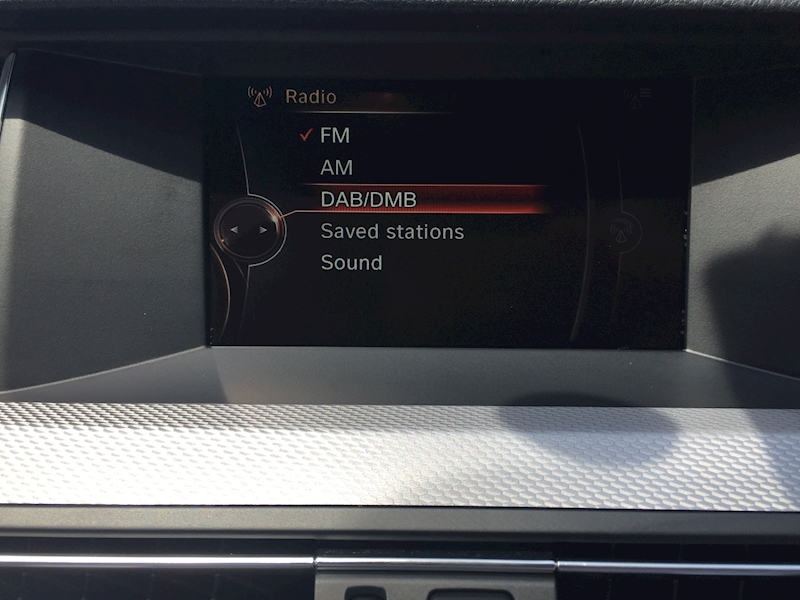 Radio
FM
AM
DAB/DMB
Saved stations
Sound